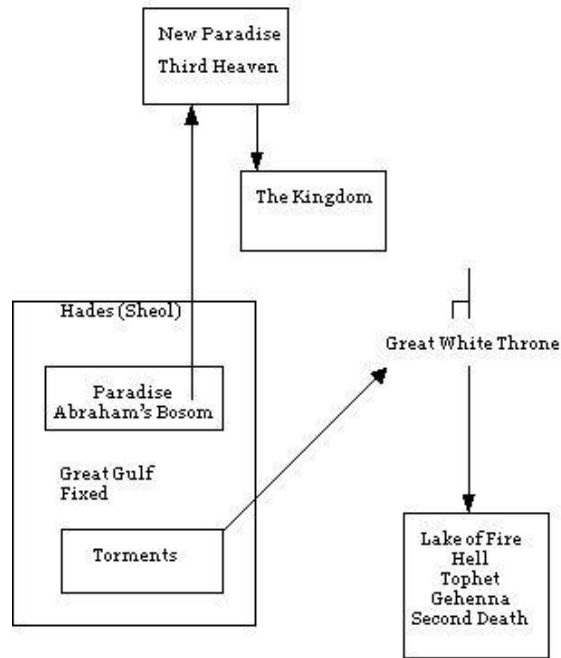 New Paradise
Third Heaven
The Kingdom
Hades (Sheol)
Great White Throne
Paradise
Abraham's Bosom
Great Gulf
Fixed
Torments
Lake of Fire
Hell
Tophet
Gehenna
Second Death